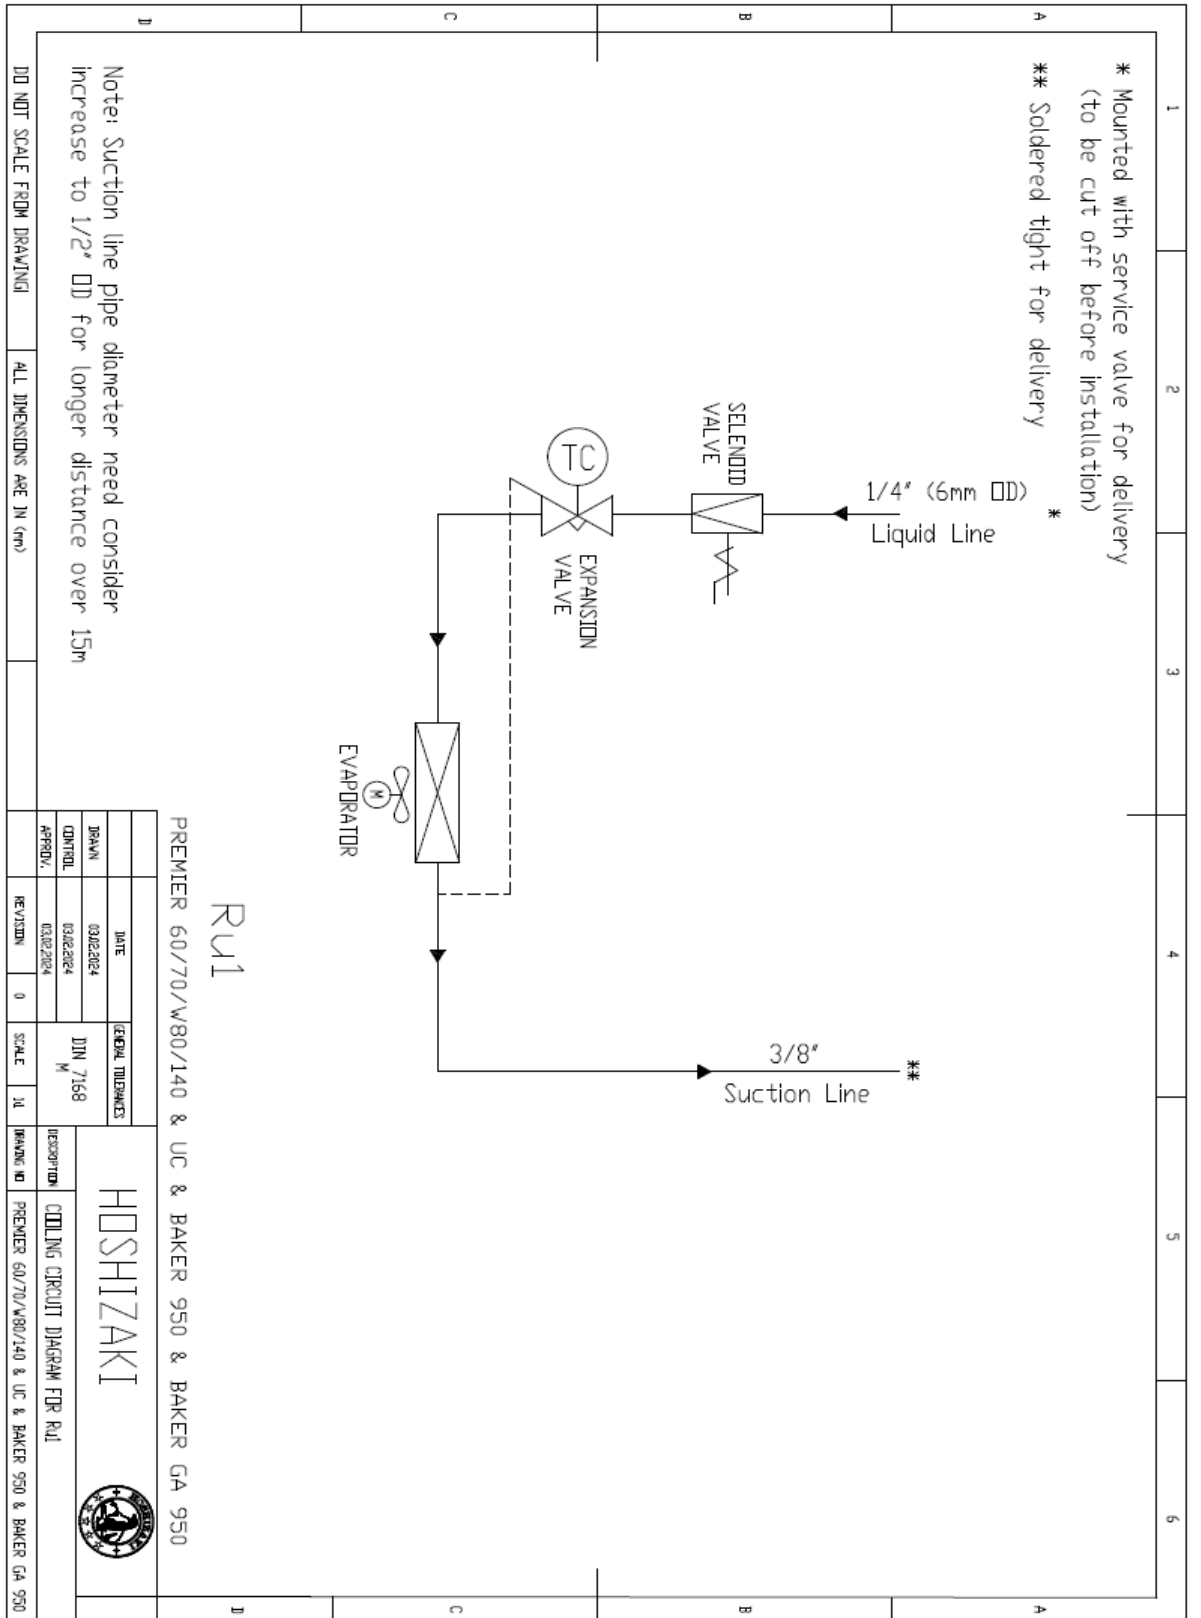 1
2
3
4
5
6
A
B
C
D
A
B
C
D
* Mounted with service valve for delivery
(to be cut off before installation)
** Soldered tight for delivery
1/4" (6mm OD)
*
Liquid Line
SELENOID
VALVE
TC
EXPANSION
VALVE
EVAPORATOR
M
3/8"
**
Suction Line
Note: Suction line pipe diameter need consider
increase to 1/2" OD for longer distance over 15m
Ru1
PREMIER 60/70/W80/140 & UC & BAKER 950 & BAKER GA 950
DATE
GENERAL TOLERANCES
DRAWN 03.02.2024
CONTROL 03.02.2024
APPROV. 03.02.2024
DIN 7168
M
HOSHIZAKI
HOSHIZAKI
DESCRIPTION COOLING CIRCUIT DIAGRAM FOR Ru1
DO NOT SCALE FROM DRAWING! ALL DIMENSIONS ARE IN (mm) REVISION 0 SCALE 1:1 DRAWING NO PREMIER 60/70/W80/140 & UC & BAKER 950 & BAKER GA 950